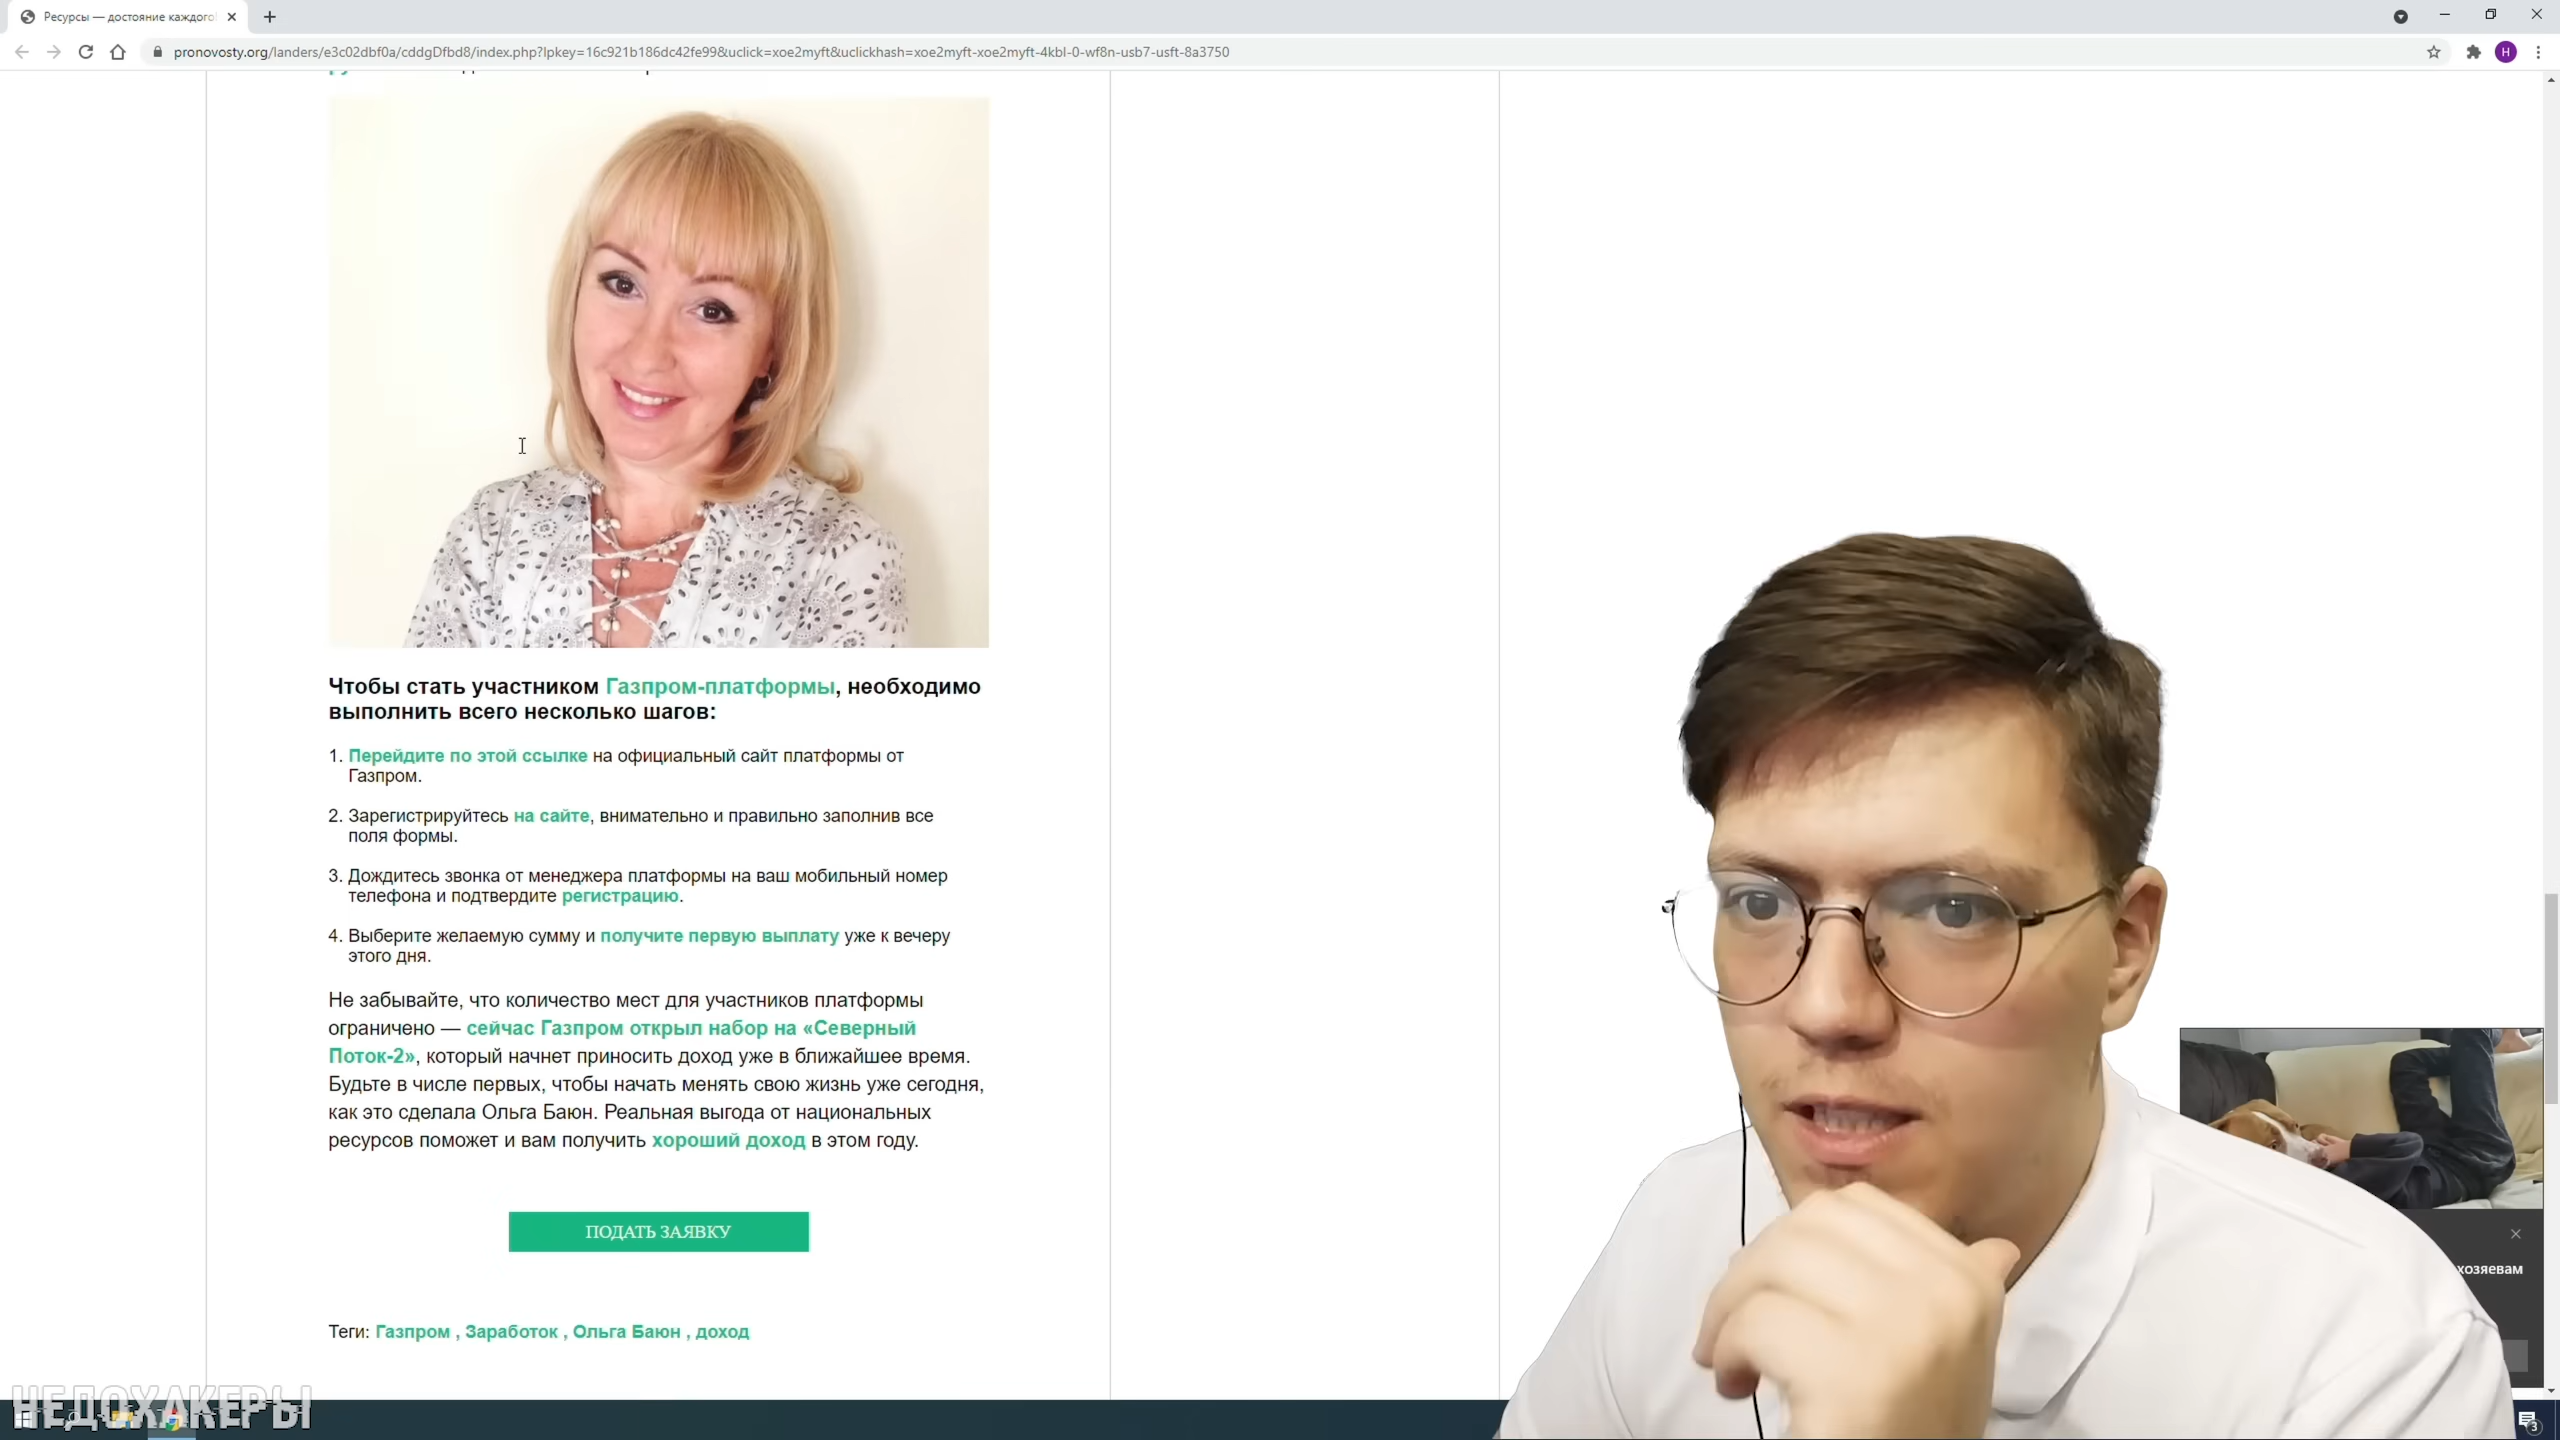 Ресурсы — достояние каждого!
pronovosty.org/landers/e3c02dbf0a/cddgDfbd8/index.php?lpkey=16c921b186dc42fe99&uclick=xoe2myft&uclickhash=xoe2myft-xoe2myft-4kbl-0-wf8n-usb7-usft-8a3750
H
Чтобы стать участником Газпром-платформы, необходимо
выполнить всего несколько шагов:
1. Перейдите по этой ссылке на официальный сайт платформы от
Газпром.
2. Зарегистрируйтесь на сайте, внимательно и правильно заполнив все
поля формы.
3. Дождитесь звонка от менеджера платформы на ваш мобильный номер
телефона и подтвердите регистрацию.
4. Выберите желаемую сумму и получите первую выплату уже к вечеру
этого дня.
Не забывайте, что количество мест для участников платформы
ограничено — сейчас Газпром открыл набор на «Северный
Поток-2», который начнет приносить доход уже в ближайшее время.
Будьте в числе первых, чтобы начать менять свою жизнь уже сегодня,
как это сделала Ольга Баюн. Реальная выгода от национальных
ресурсов поможет и вам получить хороший доход в этом году.
ПОДАТЬ ЗАЯВКУ
хозяевам
Теги: Газпром , Заработок , Ольга Баюн , доход
НЕДОХАКЕРЫ
3